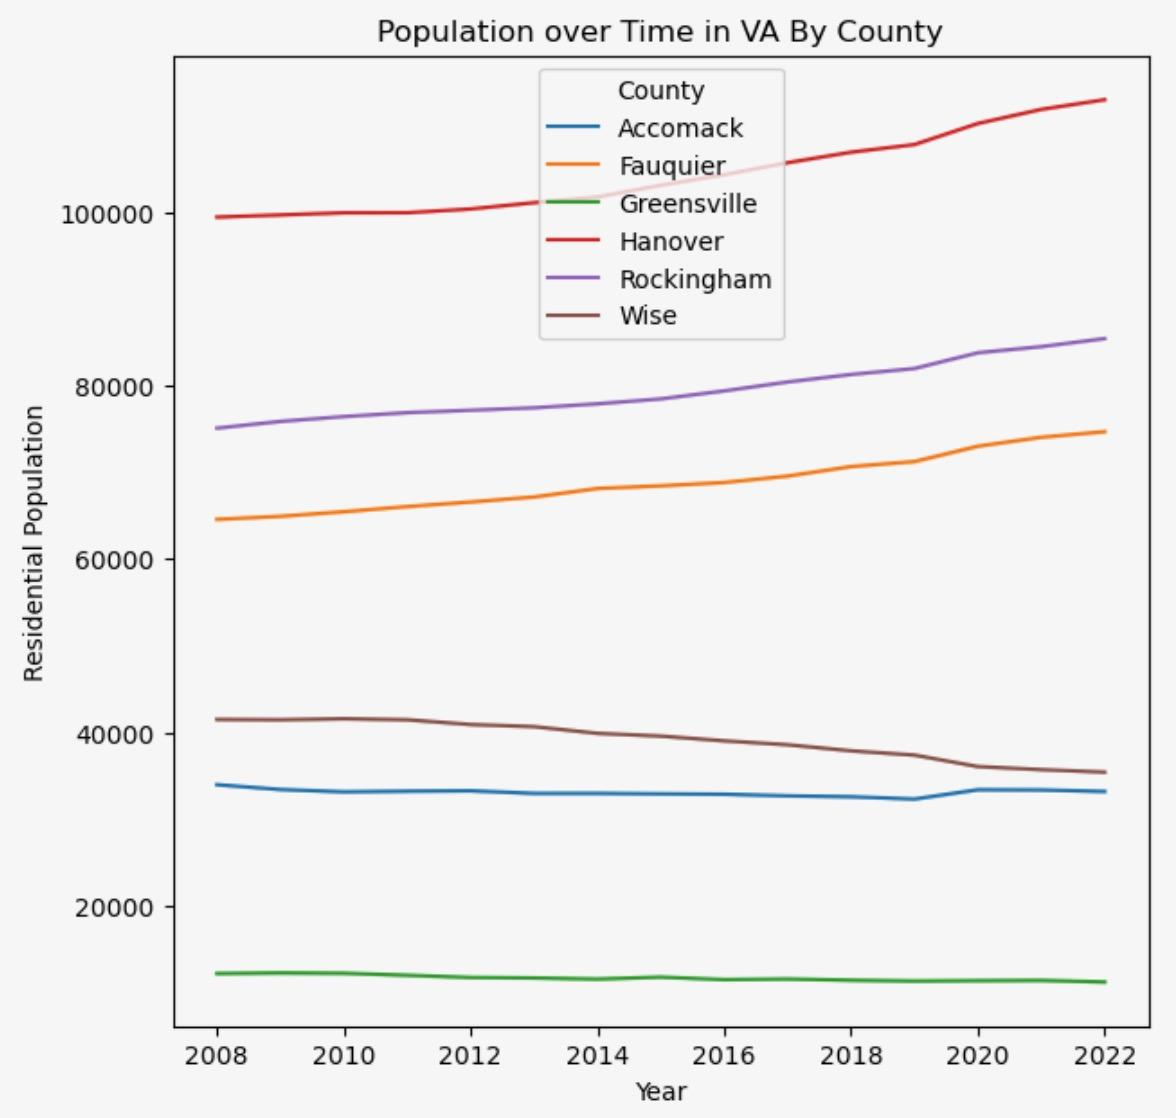 Population over Time in VA By County
County
Accomack
Fauquier
Greensville
Hanover
Rockingham
Wise
Residential Population
100000
80000
60000
40000
20000
2008 2010 2012 2014 2016 2018 2020 2022
Year